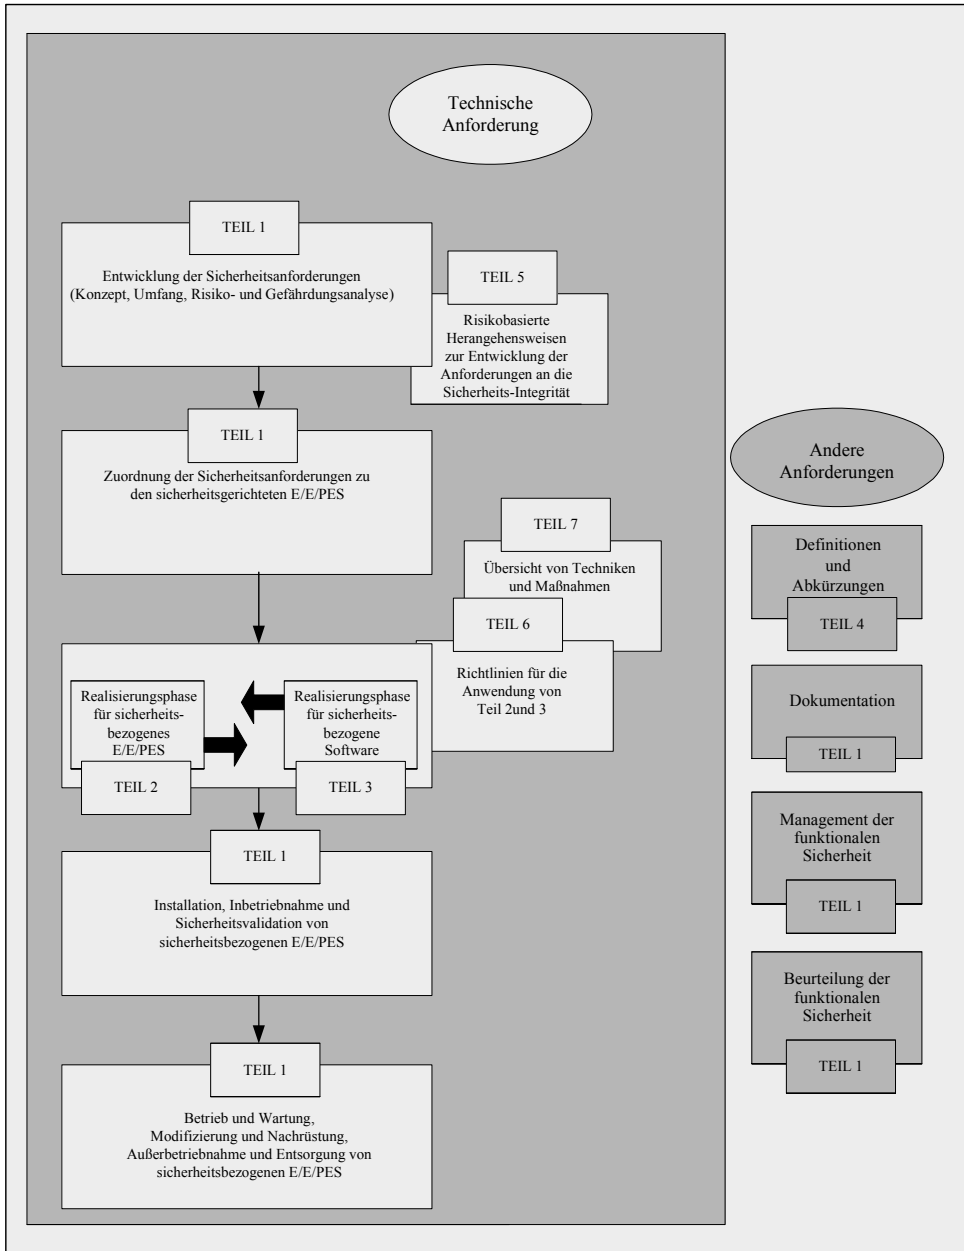 Technische
Anforderung
TEIL 1
Entwicklung der Sicherheitsanforderungen
(Konzept, Umfang, Risiko- und Gefährdungsanalyse)
TEIL 5
Risikobasierte
Herangehensweisen
zur Entwicklung der
Anforderungen an die
Sicherheits-Integrität
TEIL 1
Zuordnung der Sicherheitsanforderungen zu
den sicherheitsgerichteten E/E/PES
TEIL 7
Übersicht von Techniken
und Maßnahmen
TEIL 6
Richtlinien für die
Anwendung von
Teil 2und 3
Realisierungsphase
für sicherheits-
bezogenes
E/E/PES
TEIL 2
Realisierungsphase
für sicherheits-
bezogene
Software
TEIL 3
TEIL 1
Installation, Inbetriebnahme und
Sicherheitsvalidation von
sicherheitsbezogenen E/E/PES
TEIL 1
Betrieb und Wartung,
Modifizierung und Nachrüstung,
Außerbetriebnahme und Entsorgung von
sicherheitsbezogenen E/E/PES
Andere
Anforderungen
Definitionen
und
Abkürzungen
TEIL 4
Dokumentation
TEIL 1
Management der
funktionalen
Sicherheit
TEIL 1
Beurteilung der
funktionalen
Sicherheit
TEIL 1